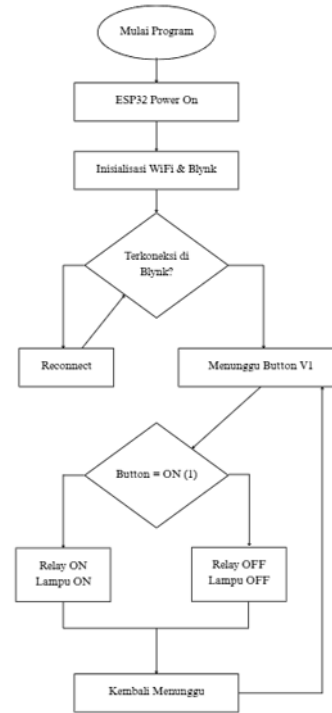 Mulai Program
ESP32 Power On
Inisialisasi WiFi & Blynk
Terkoneksi di
Blynk?
Reconnect
Menunggu Button V1
Button = ON (1)
Relay ON
Lampu ON
Relay OFF
Lampu OFF
Kembali Menunggu